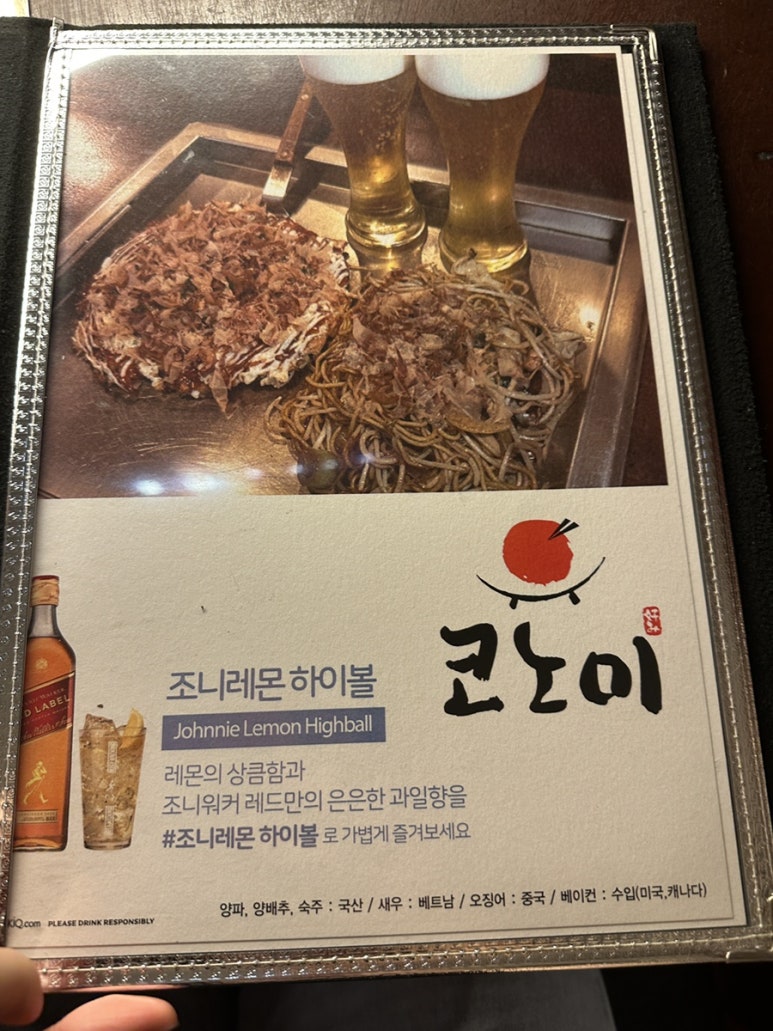 코노미
조니레몬 하이볼
Johnnie Lemon Highball
레몬의 상큼함과
조니워커 레드만의 은은한 과일향을
#조니레몬 하이볼 로 가볍게 즐겨보세요
LABEL
양파, 양배추, 숙주 : 국산 / 새우 : 베트남 / 오징어 : 중국 / 베이컨 : 수입(미국,캐나다)
iQ.com PLEASE DRINK RESPONSIBLY